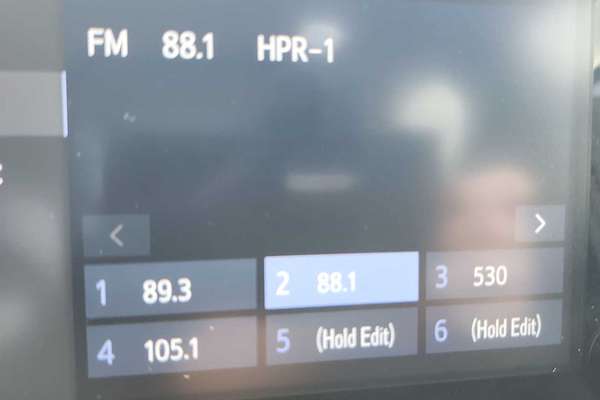 FM 88.1 HPR-1
<
>
1 89.3 2 88.1 3 530
4 105.1 5 (Hold Edit) 6 (Hold Edit)